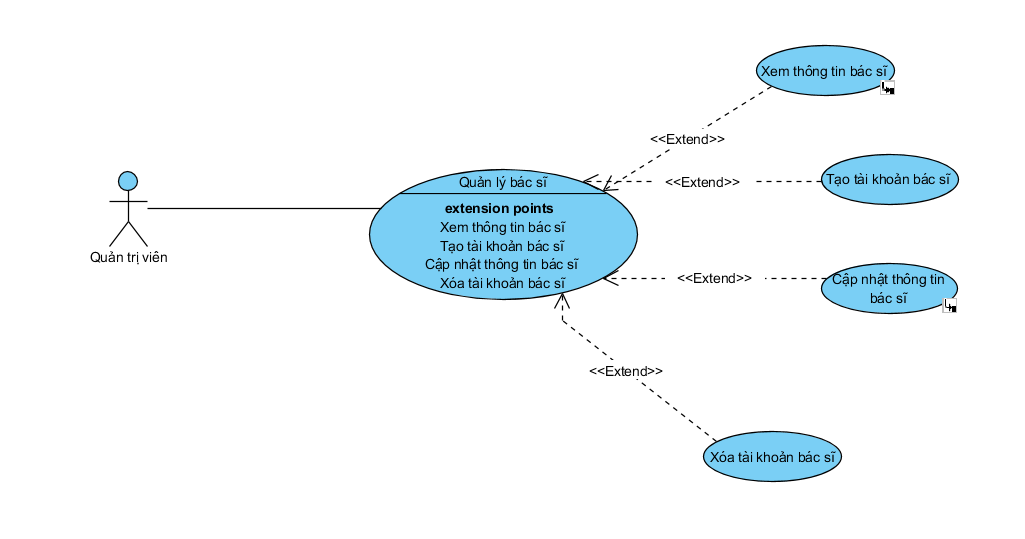 Xem thông tin bác sĩ
<<Extend>>
Quản lý bác sĩ
<<Extend>>
Tạo tài khoản bác sĩ
extension points
Xem thông tin bác sĩ
Tạo tài khoản bác sĩ
Cập nhật thông tin bác sĩ
Xóa tài khoản bác sĩ
Quản trị viên
<<Extend>>
Cập nhật thông tin
bác sĩ
<<Extend>>
Xóa tài khoản bác sĩ